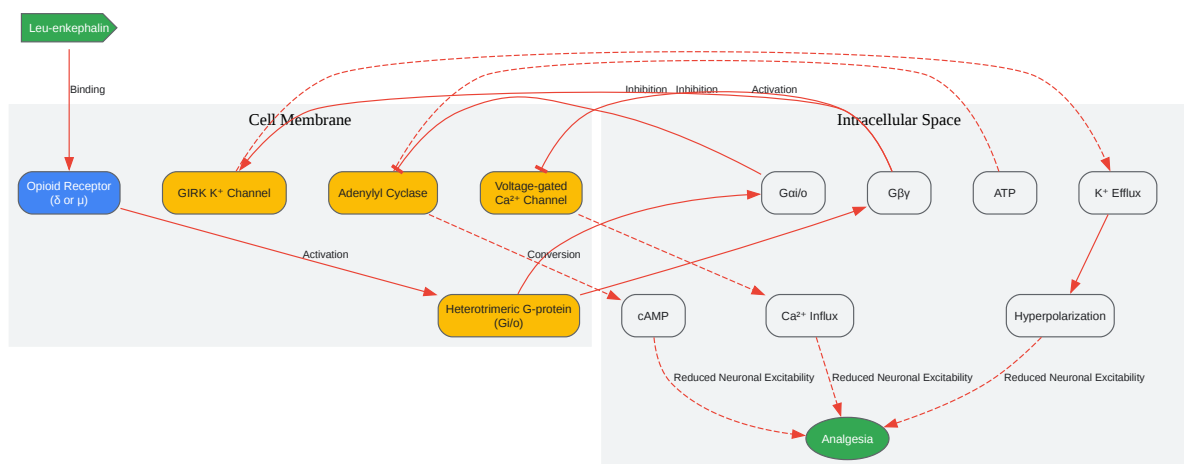 Leu-enkephalin
Binding
Inhibition
Inhibition
Activation
Cell Membrane
Intracellular Space
Opioid Receptor
(δ or μ)
GIRK K⁺ Channel
Adenylyl Cyclase
Voltage-gated
Ca²⁺ Channel
Gαi/o
Gβγ
ATP
K⁺ Efflux
Activation
Conversion
Heterotrimeric G-protein
(Gi/o)
cAMP
Ca²⁺ Influx
Hyperpolarization
Reduced Neuronal Excitability
Reduced Neuronal Excitability
Reduced Neuronal Excitability
Analgesia